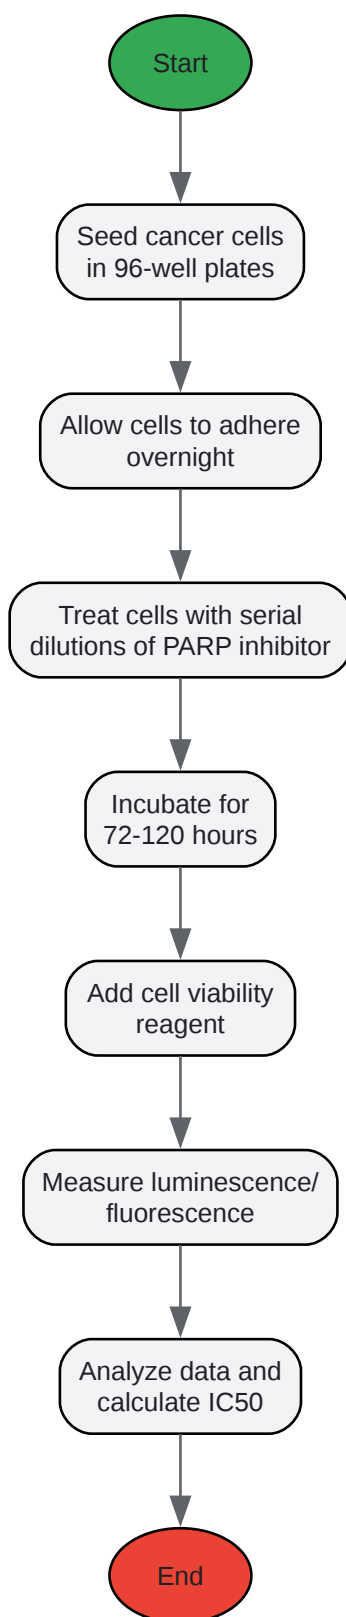 Start
Seed cancer cells
in 96-well plates
Allow cells to adhere
overnight
Treat cells with serial
dilutions of PARP inhibitor
Incubate for
72-120 hours
Add cell viability
reagent
Measure luminescence/
fluorescence
Analyze data and
calculate IC50
End